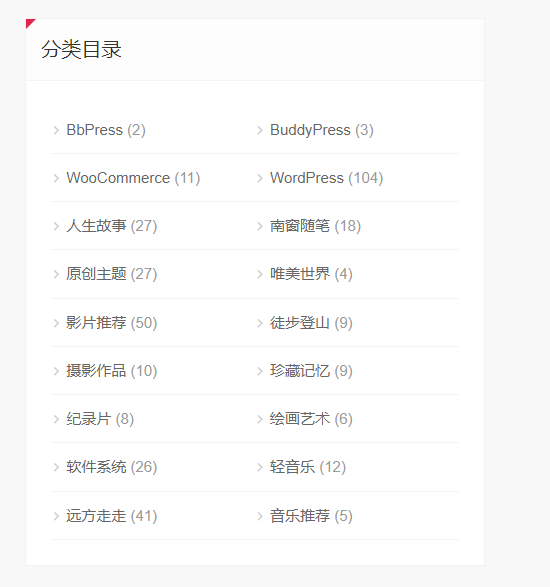 分类目录
BbPress (2)
BuddyPress (3)
WooCommerce (11)
WordPress (104)
人生故事 (27)
南窗随笔 (18)
原创主题 (27)
唯美世界 (4)
影片推荐 (50)
徒步登山 (9)
摄影作品 (10)
珍藏记忆 (9)
纪录片 (8)
绘画艺术 (6)
软件系统 (26)
轻音乐 (12)
远方走走 (41)
音乐推荐 (5)